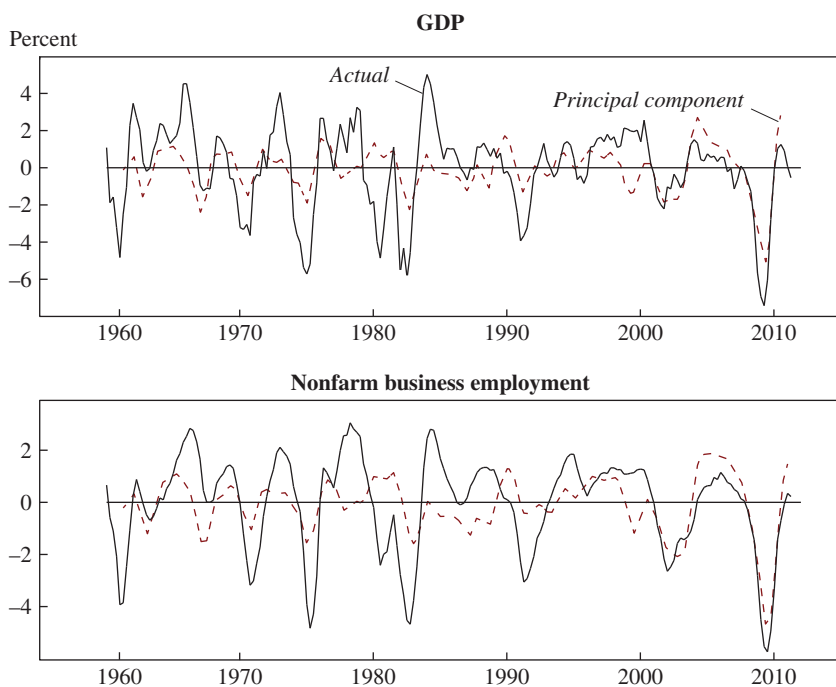 GDP
Percent
Actual
Principal component
4
2
0
–2
–4
–6
1960 1970 1980 1990 2000 2010
Nonfarm business employment
2
0
–2
–4
1960 1970 1980 1990 2000 2010